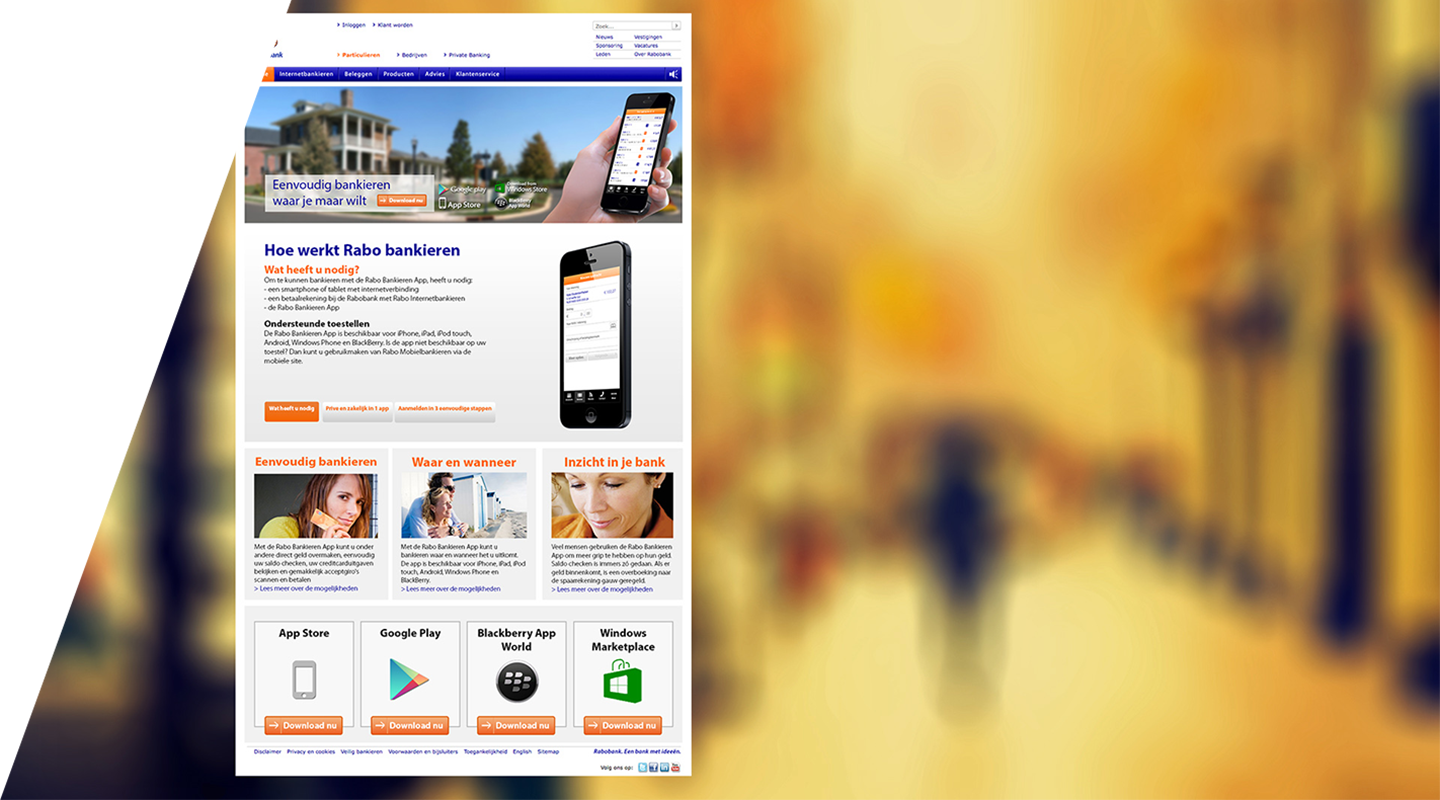 Inloggen Klant worden
Zoek...
Nieuws Vestigingen
Sponsoring Vacatures
Leden Over Rabobank
Particulieren Bedrijven Private Banking
Internetbankieren Beleggen Producten Advies Klantenservice
Eenvoudig bankieren
waar je maar wilt
Download nu
Google play
App Store
Download from
Windows Store
Blackberry
App World
Hoe werkt Rabo bankieren
Wat heeft u nodig?
Om te kunnen bankieren met de Rabo Bankieren App, heeft u nodig:
- een smartphone of tablet met internetverbinding
- een betaalrekening bij de Rabobank met Rabo Internetbankieren
- de Rabo Bankieren App
Ondersteunde toestellen
De Rabo Bankieren App is beschikbaar voor iPhone, iPad, iPod touch,
Android, Windows Phone en BlackBerry. Is de app niet beschikbaar op uw
toestel? Dan kunt u gebruikmaken van Rabo Mobielbankieren via de
mobiele site.
Wat heeft u nodig
Prive en zakelijk in 1 app
Aanmelden in 3 eenvoudige stappen
Eenvoudig bankieren
Met de Rabo Bankieren App kunt u onder
andere direct geld overmaken, eenvoudig
uw saldo checken, uw creditcarduitgaven
bekijken en gemakkelijk acceptgiro's
scannen en betalen
> Lees meer over de mogelijkheden
Waar en wanneer
Met de Rabo Bankieren App kunt u
bankieren waar en wanneer het u uitkomt.
De app is beschikbaar voor iPhone, iPad, iPod
touch, Android, Windows Phone en
BlackBerry.
> Lees meer over de mogelijkheden
Inzicht in je bank
Veel mensen gebruiken de Rabo Bankieren
App om meer grip te hebben op hun geld.
Saldo checken is immers zó gedaan. Als er
geld binnenkomt, is een overboeking naar
de spaarrekening gauw geregeld.
> Lees meer over de mogelijkheden
App Store
Download nu
Google Play
Download nu
Blackberry App
World
Download nu
Windows
Marketplace
Download nu
Disclaimer Privacy en cookies Veilig bankieren Voorwaarden en bijsluiters Toegankelijkheid English Sitemap
Rabobank. Een bank met ideeën.
Volg ons op: